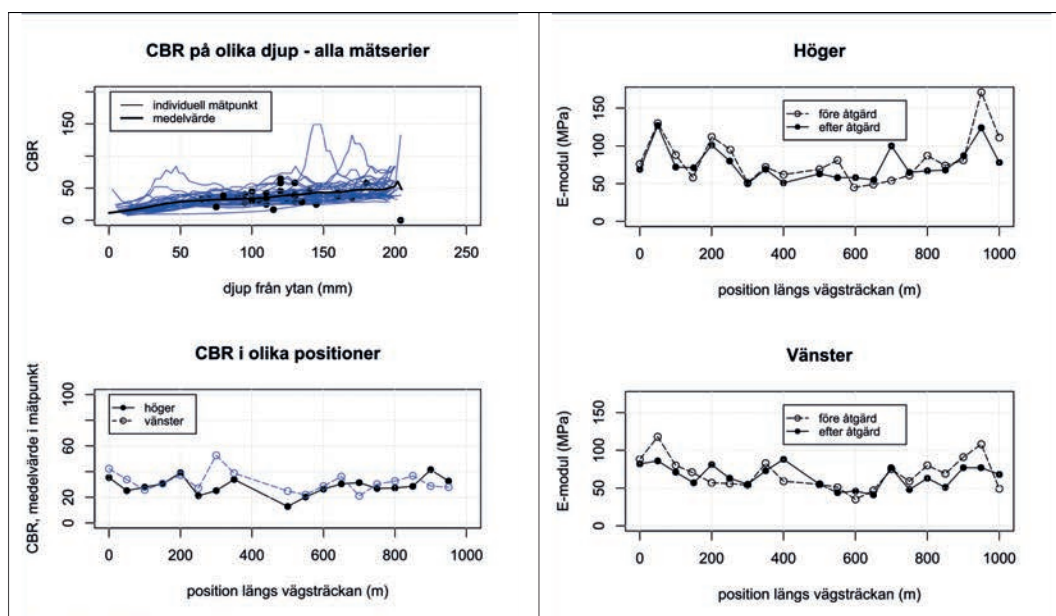 CBR på olika djup - alla mätserier
individuell mätpunkt
medelvärde
CBR
0 50 100 150
0 50 100 150 200 250
djup från ytan (mm)
CBR i olika positioner
höger
vänster
CBR, medelvärde i mätpunkt
0 20 40 60 100
0 200 400 600 800 1000
position längs vägsträckan (m)
Höger
före åtgärd
efter åtgärd
E-modul (MPa)
0 50 100 150
0 200 400 600 800 1000
position längs vägsträckan (m)
Vänster
före åtgärd
efter åtgärd
E-modul (MPa)
0 50 100 150
0 200 400 600 800 1000
position längs vägsträckan (m)